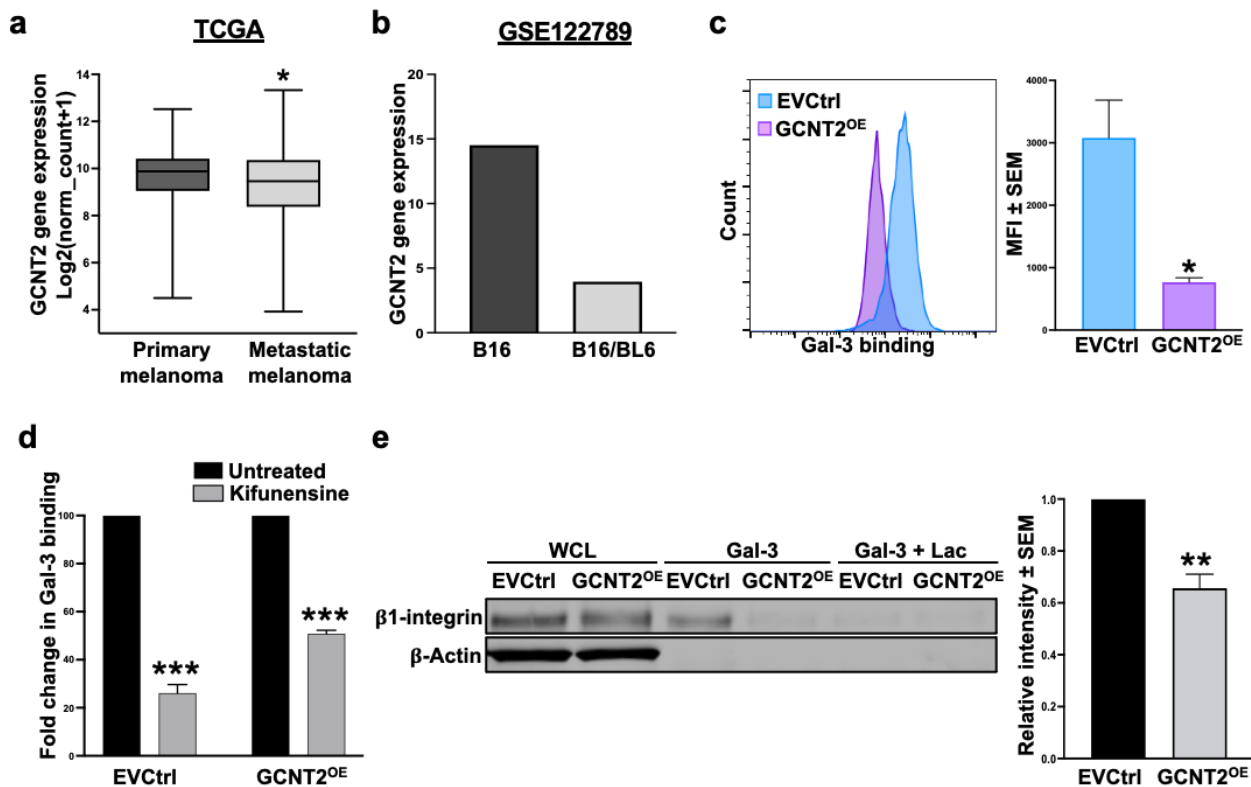 a
TCGA
GCNT2 gene expression
Log2(norm_count+1)
14
12
10
8
6
4
*
Primary
melanoma
Metastatic
melanoma
b
GSE122789
GCNT2 gene expression
20
15
10
5
0
B16
B16/BL6
c
EVCtrl
GCNT2OE
Count
Gal-3 binding
MFI ± SEM
4000
3000
2000
1000
0
*
EVCtrl
GCNT2OE
d
Untreated
Kifunensine
Fold change in Gal-3 binding
100
80
60
40
20
0
***
***
EVCtrl
GCNT2OE
e
WCL Gal-3 Gal-3 + Lac
EVCtrl GCNT2OE EVCtrl GCNT2OE EVCtrl GCNT2OE
β1-integrin
β-Actin
Relative intensity ± SEM
1.0
0.8
0.6
0.4
0.2
0.0
**
EVCtrl
GCNT2OE